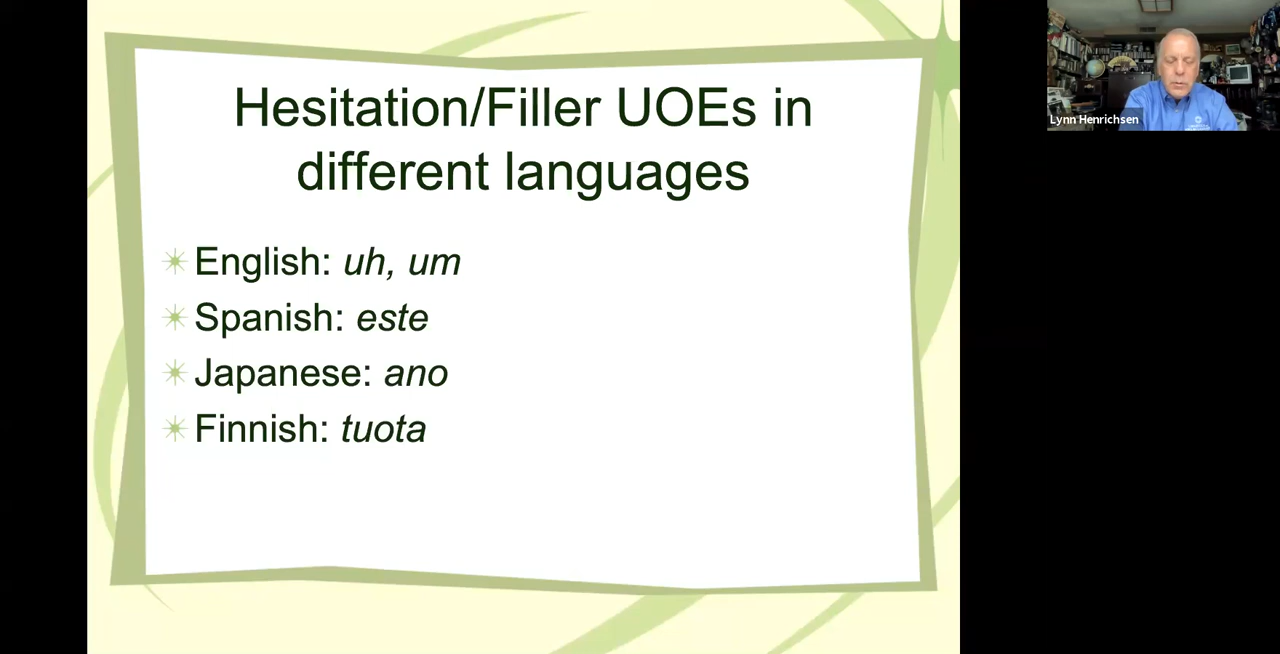 Hesitation/Filler UOEs in
different languages
English: uh, um
Spanish: este
Japanese: ano
Finnish: tuota
Lynn Henrichsen